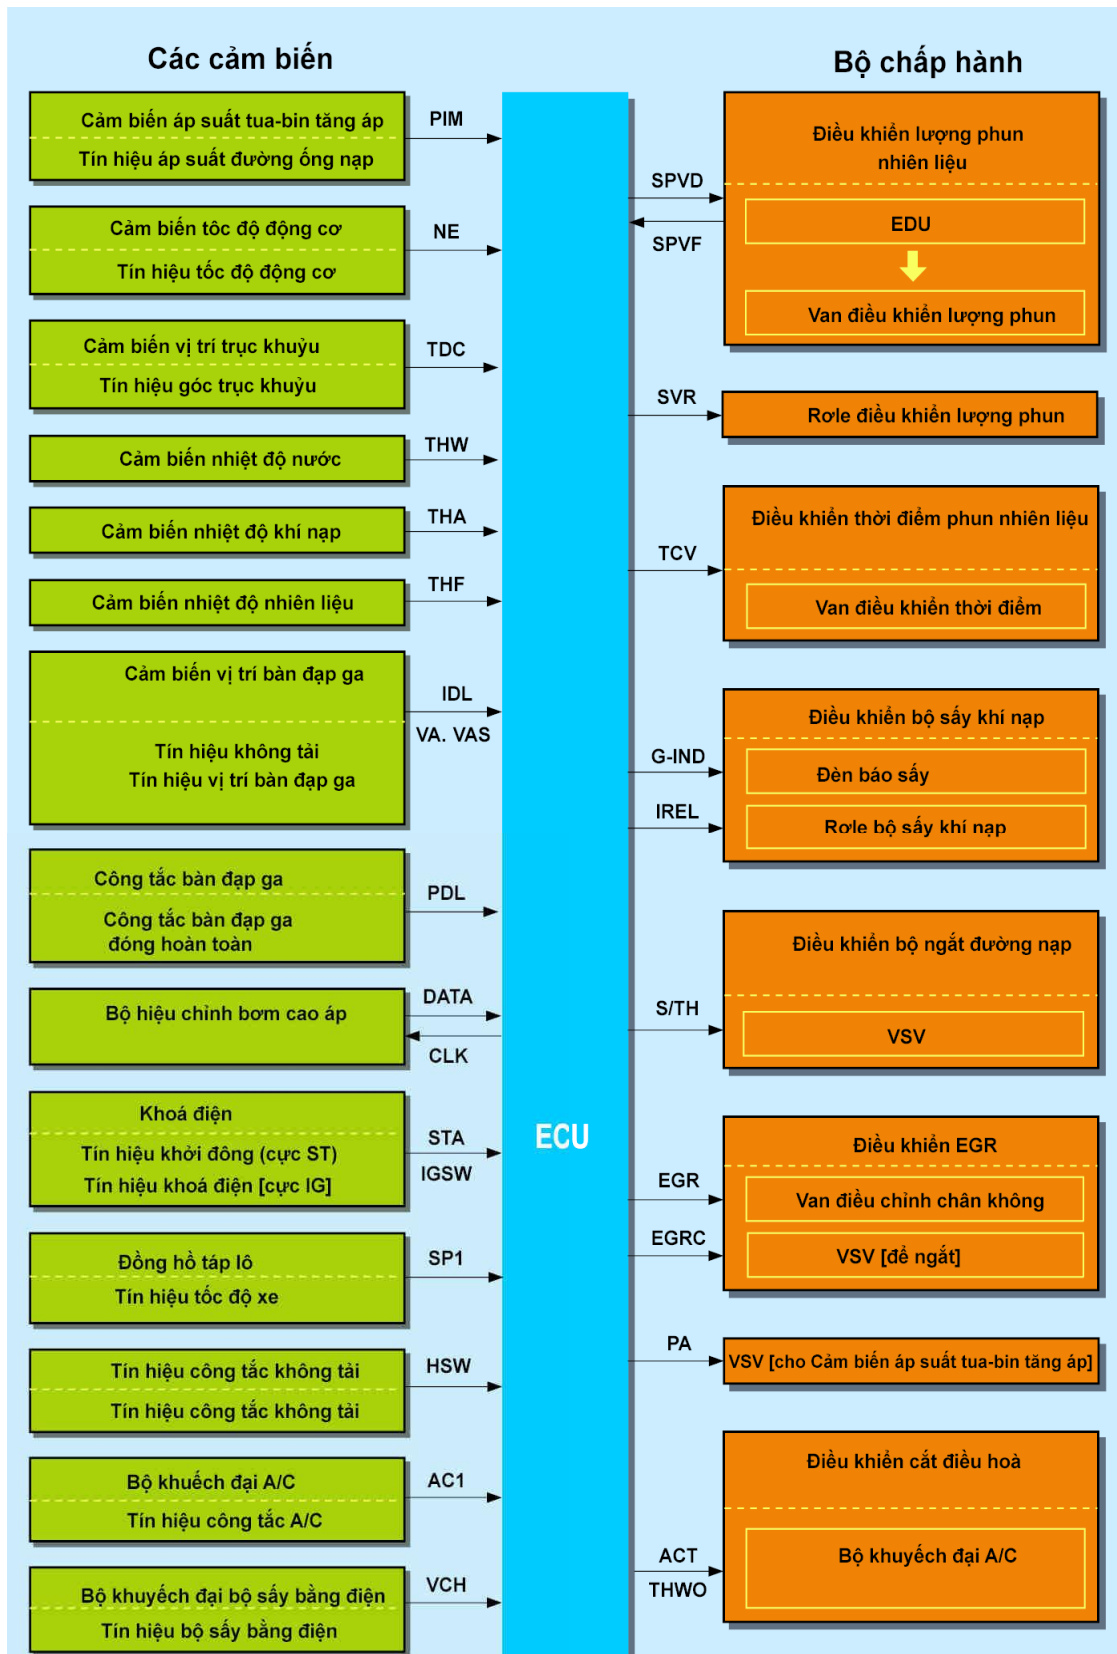 Các cảm biến
Cảm biến áp suất tua-bin tăng áp
Tín hiệu áp suất đường ống nạp
PIM
Cảm biến tôc độ động cơ
Tín hiệu tốc độ động cơ
NE
Cảm biến vị trí trục khuỷu
Tín hiệu góc trục khuỷu
TDC
Cảm biến nhiệt độ nước
THW
Cảm biến nhiệt độ khí nạp
THA
Cảm biến nhiệt độ nhiên liệu
THF
Cảm biến vị trí bàn đạp ga
Tín hiệu không tải
Tín hiệu vị trí bàn đạp ga
IDL
VA. VAS
Công tắc bàn đạp ga
Công tắc bàn đạp ga
đóng hoàn toàn
PDL
Bộ hiệu chỉnh bơm cao áp
DATA
CLK
Khoá điện
Tín hiệu khởi đông (cực ST)
Tín hiệu khoá điện [cực IG]
STA
IGSW
Đồng hồ táp lô
Tín hiệu tốc độ xe
SP1
Tín hiệu công tắc không tải
Tín hiệu công tắc không tải
HSW
Bộ khuếch đại A/C
Tín hiệu công tắc A/C
AC1
Bộ khuyếch đại bộ sấy bằng điện
Tín hiệu bộ sấy bằng điện
VCH
ECU
Bộ chấp hành
SPVD
SPVF
Điều khiển lượng phun
nhiên liệu
EDU
Van điều khiển lượng phun
SVR
Rơle điều khiển lượng phun
TCV
Điều khiển thời điểm phun nhiên liệu
Van điều khiển thời điểm
Điều khiển bộ sấy khí nạp
G-IND
Đèn báo sấy
IREL
Rơle bộ sấy khí nạp
Điều khiển bộ ngắt đường nạp
S/TH
VSV
Điều khiển EGR
EGR
Van điều chỉnh chân không
EGRC
VSV [để ngắt]
PA
VSV [cho Cảm biến áp suất tua-bin tăng áp]
Điều khiển cắt điều hoà
ACT
THWO
Bộ khuyếch đại A/C